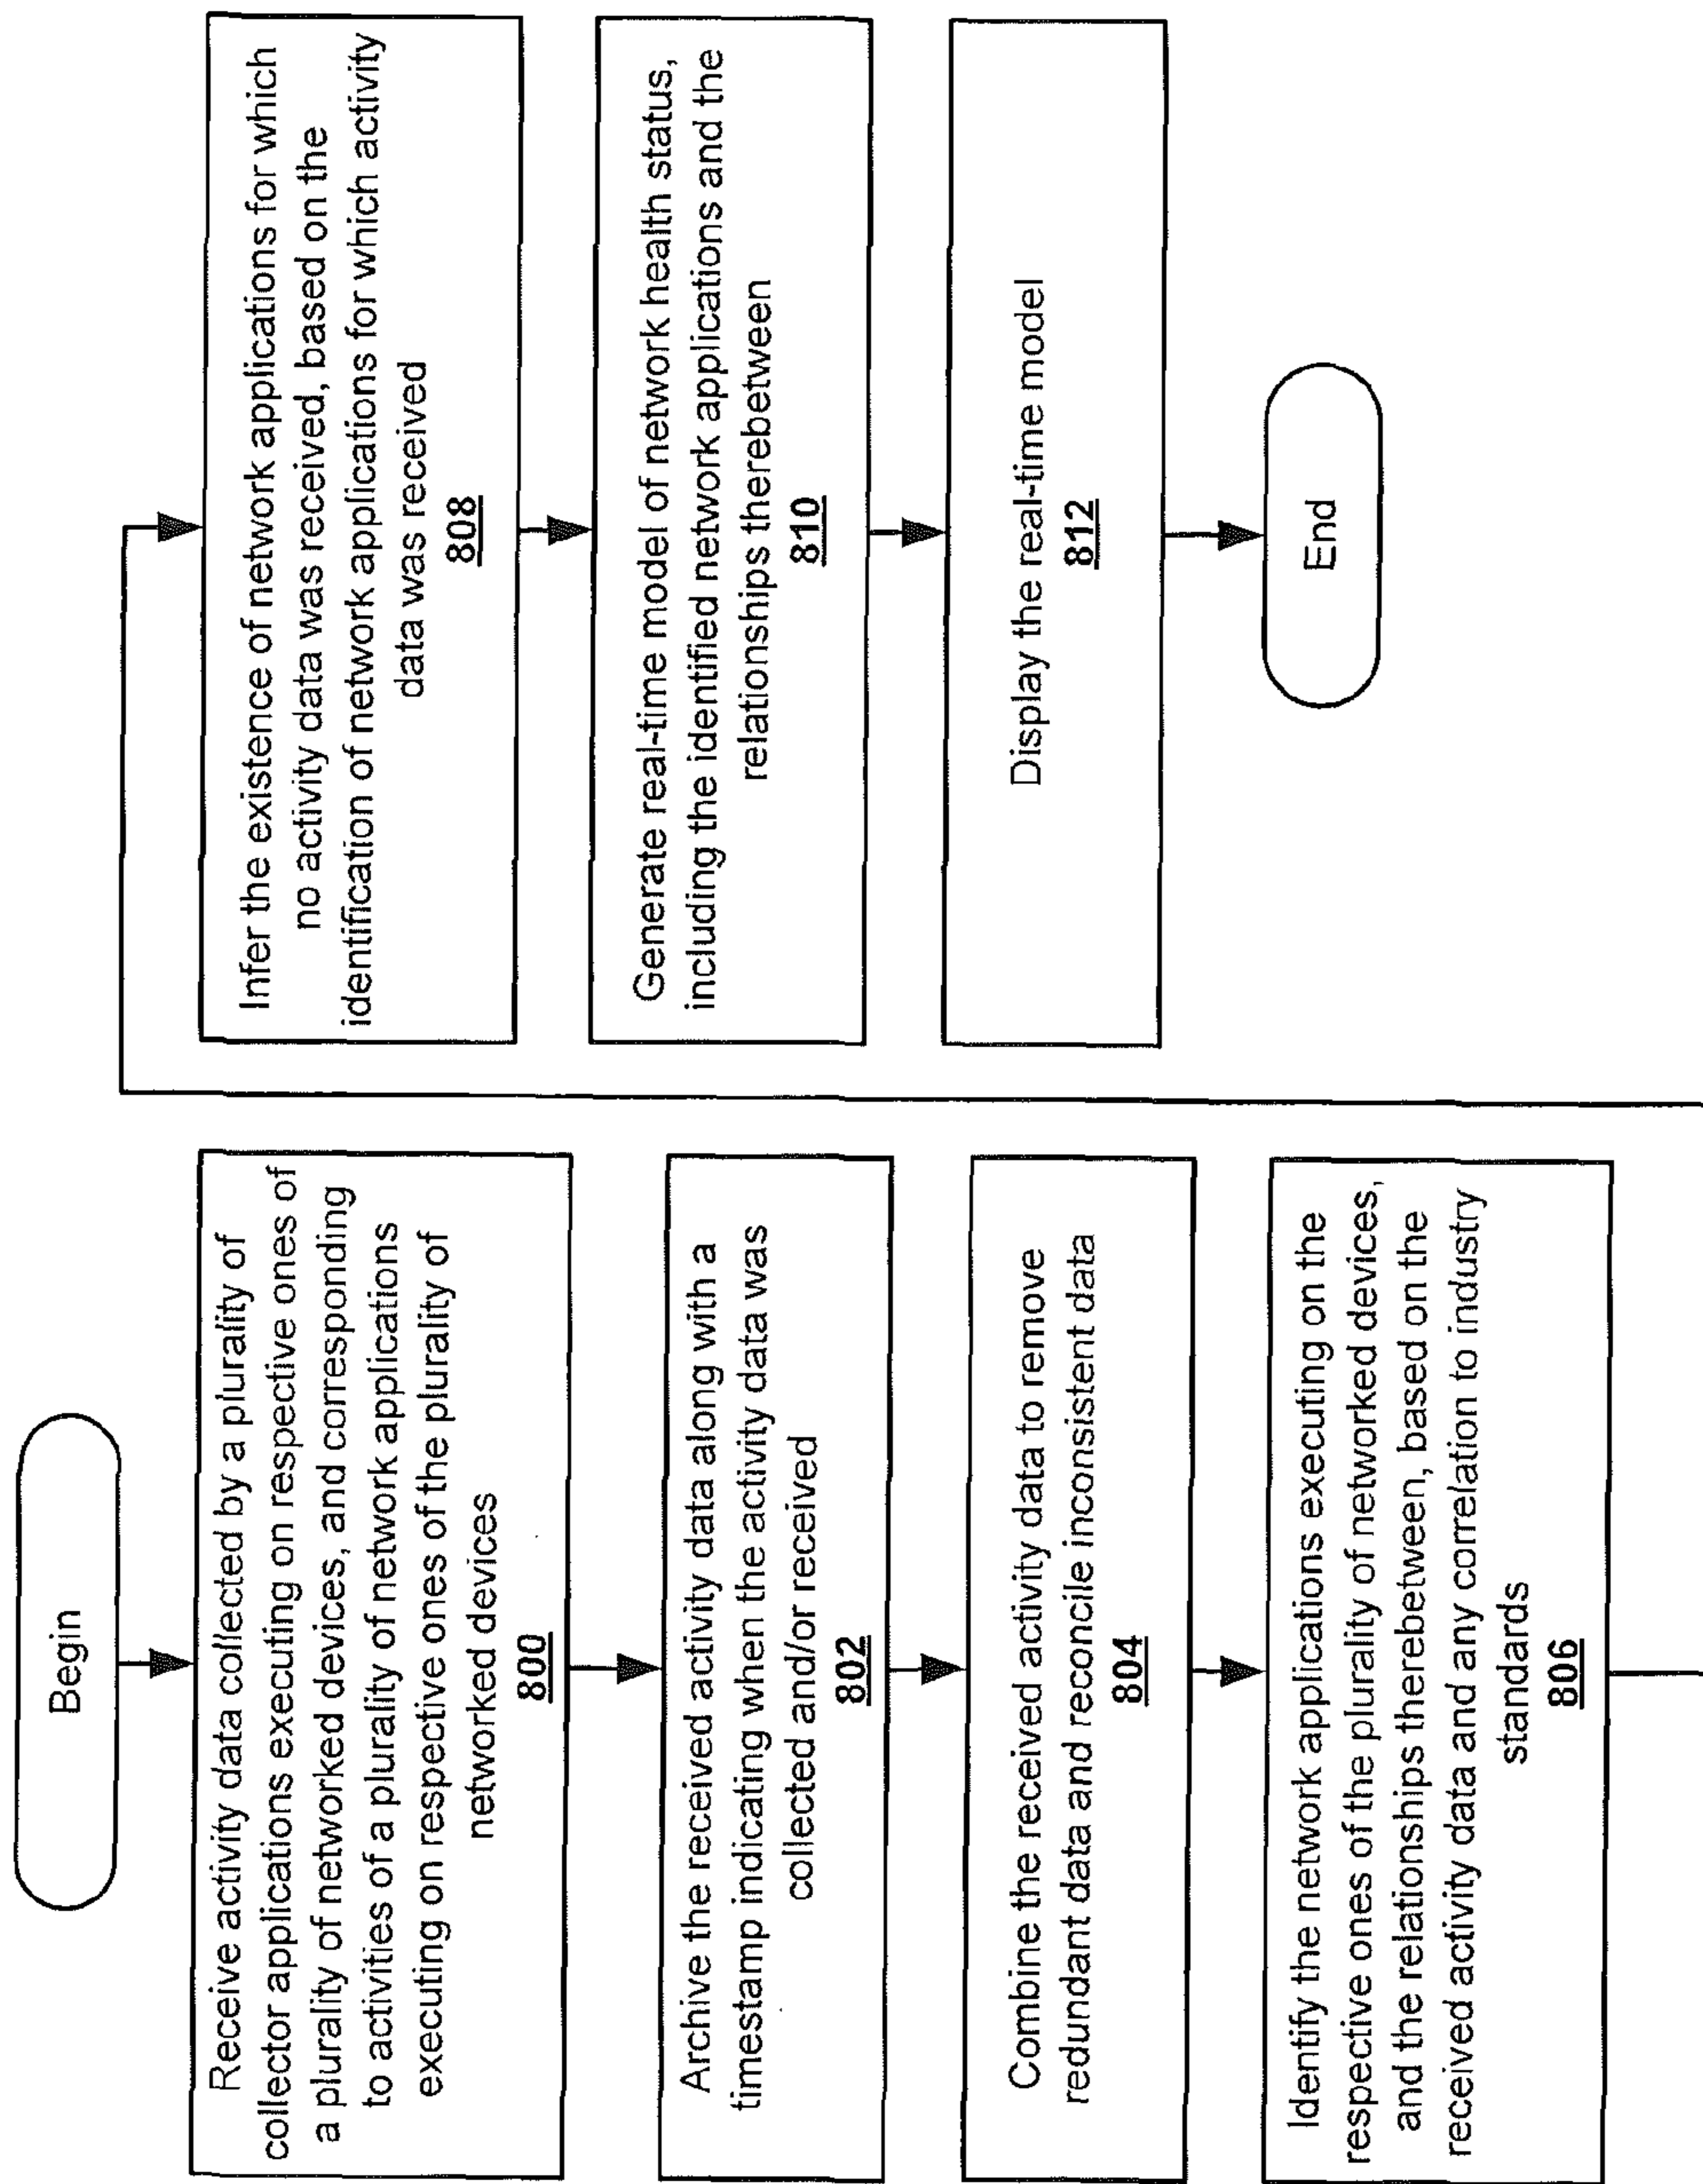 Begin
Receive activity data collected by a plurality of
collector applications executing on respective ones of
a plurality of networked devices, and corresponding
to activities of a plurality of network applications
executing on respective ones of the plurality of
networked devices
800
Archive the received activity data along with a
timestamp indicating when the activity data was
collected and/or received
802
Combine the received activity data to remove
redundant data and reconcile inconsistent data
804
Identify the network applications executing on the
respective ones of the plurality of networked devices,
and the relationships therebetween, based on the
received activity data and any correlation to industry
standards
806
Infer the existence of network applications for which
no activity data was received, based on the
identification of network applications for which activity
data was received
808
Generate real-time model of network health status,
including the identified network applications and the
relationships therebetween
810
Display the real-time model
812
End